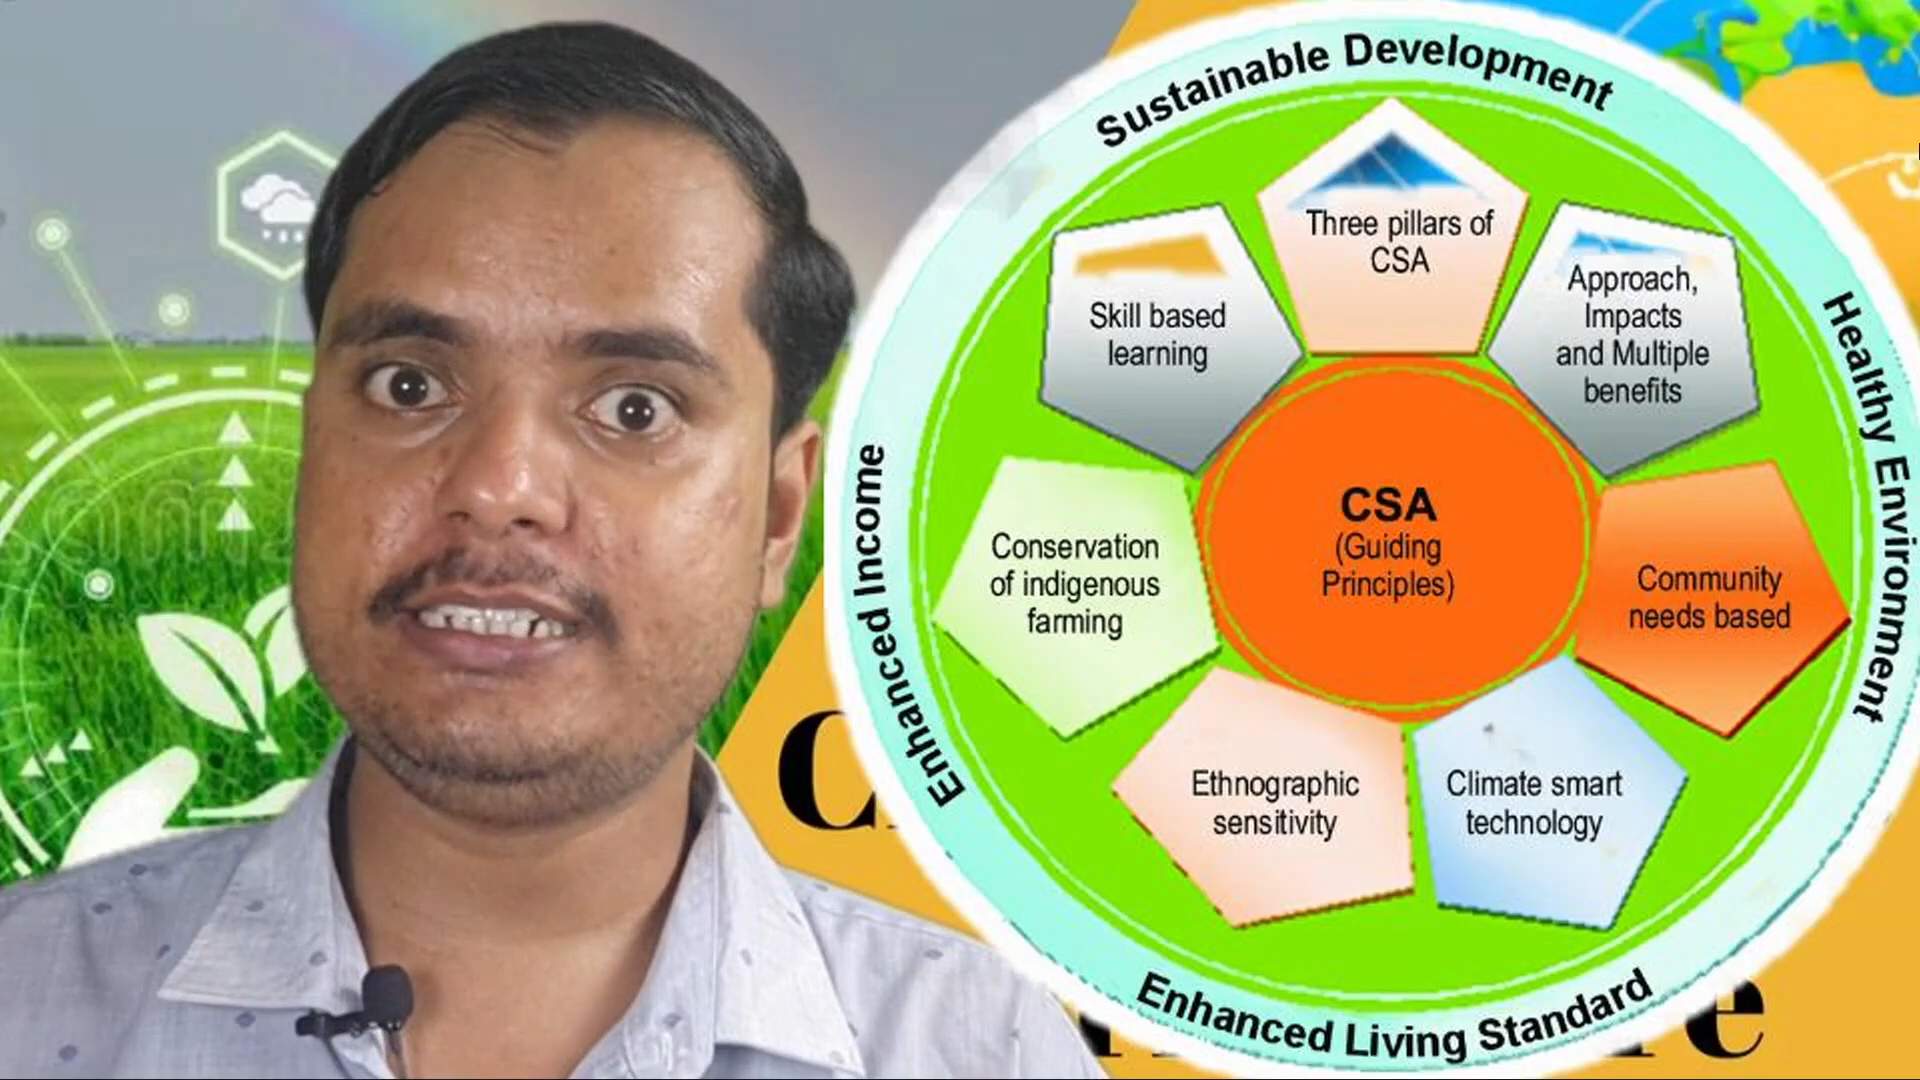 Sustainable Development
Three pillars of
CSA
Approach,
Impacts
and Multiple
benefits
Skill based
learning
Healthy Environment
CSA
(Guiding
Principles)
Conservation
of indigenous
farming
Community
needs based
Enhanced Income
Ethnographic
sensitivity
Climate smart
technology
Enhanced Living Standard